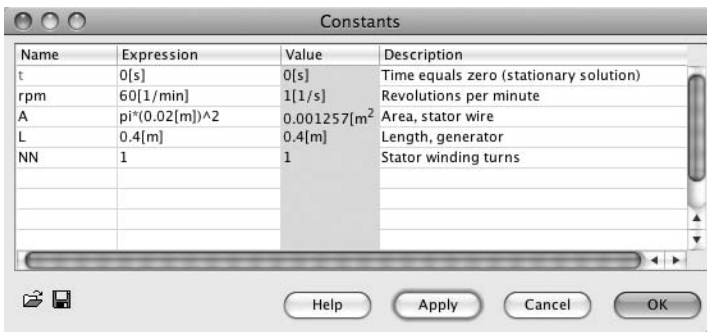 Constants
Name Expression Value Description
t 0[s] 0[s] Time equals zero (stationary solution)
rpm 60[1/min] 1[1/s] Revolutions per minute
A pi*(0.02[m])^2 0.001257[m² Area, stator wire
L 0.4[m] 0.4[m] Length, generator
NN 1 1 Stator winding turns
Help Apply Cancel OK